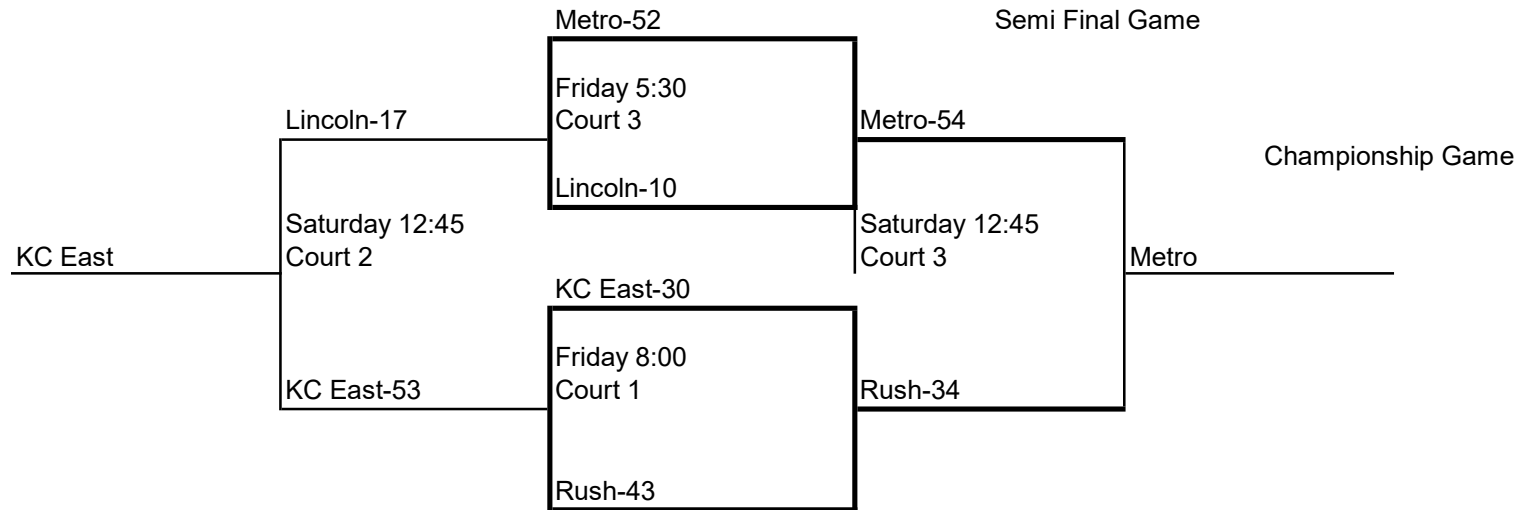 Metro-52
Semi Final Game
Friday 5:30
Lincoln-17
Court 3
Metro-54
Championship Game
Lincoln-10
Saturday 12:45
Saturday 12:45
KC East
Court 2
Court 3
Metro
KC East-30
Friday 8:00
KC East-53
Court 1
Rush-34
Rush-43